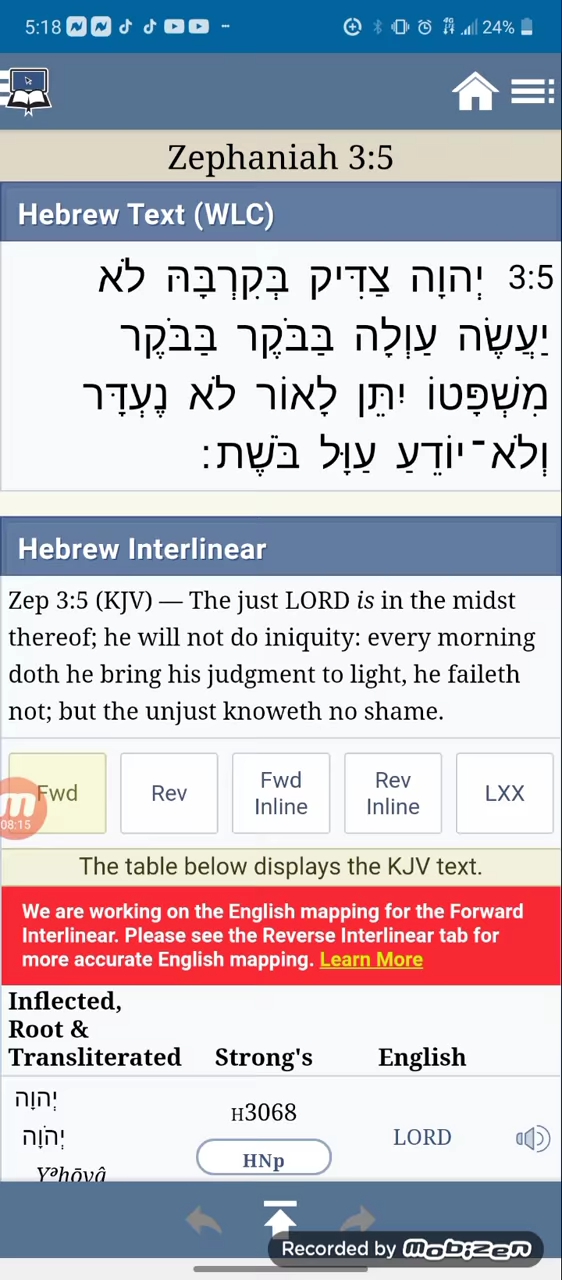 5:18
24%
Zephaniah 3:5
Hebrew Text (WLC)
3:5 יְהוָה צַדִּיק בְּקִרְבָּהּ לֹא
יַעֲשֶׂה עַוְלָה בַּבֹּקֶר בַּבֹּקֶר
מִשְׁפָּטוֹ יִתֵּן לָאוֹר לֹא נֶעְדָּר
וְלֹא־יוֹדֵעַ עַוָּל בֹּשֶׁת׃
Hebrew Interlinear
Zep 3:5 (KJV) — The just LORD is in the midst
thereof; he will not do iniquity: every morning
doth he bring his judgment to light, he faileth
not; but the unjust knoweth no shame.
Fwd
Rev
Fwd
Inline
Rev
Inline
LXX
08:15
The table below displays the KJV text.
We are working on the English mapping for the Forward
Interlinear. Please see the Reverse Interlinear tab for
more accurate English mapping. Learn More
Inflected,
Root &
Transliterated Strong's English
יְהוָה
יְהֹוָה
Yᵊhōvâ
H3068
HNp
LORD
Recorded by Mobizen